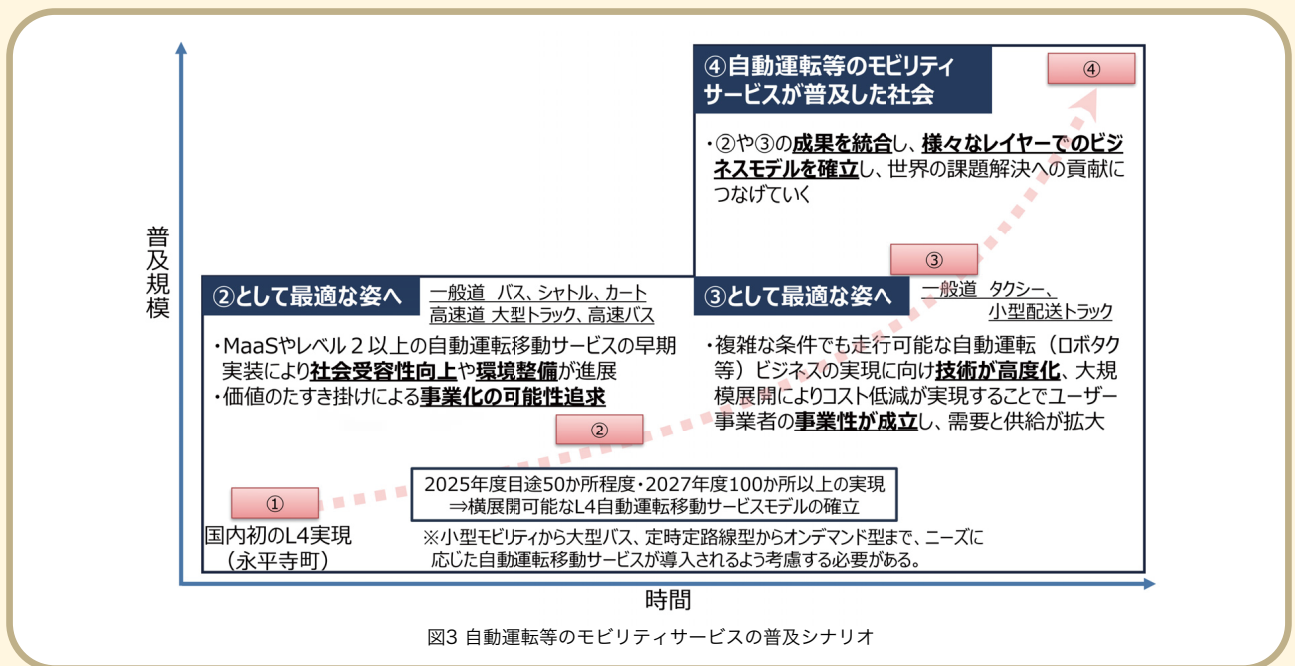 普及規模
④自動運転等のモビリティ
サービスが普及した社会
④
・②や③の成果を統合し、様々なレイヤーでのビジ
ネスモデルを確立し、世界の課題解決への貢献に
つなげていく
③
②として最適な姿へ
一般道 バス、シャトル、カート
高速道 大型トラック、高速バス
・MaaSやレベル2以上の自動運転移動サービスの早期
実装により社会受容性向上や環境整備が進展
・価値のたすき掛けによる事業化の可能性追求
②
③として最適な姿へ
一般道 タクシー、
小型配送トラック
・複雑な条件でも走行可能な自動運転（ロボタク
等）ビジネスの実現に向け技術が高度化、大規
模展開によりコスト低減が実現することでユーザー
事業者の事業性が成立し、需要と供給が拡大
①
国内初のL4実現
（永平寺町）
2025年度目途50か所程度・2027年度100か所以上の実現
⇒横展開可能なL4自動運転移動サービスモデルの確立
※小型モビリティから大型バス、定時定路線型からオンデマンド型まで、ニーズに
応じた自動運転移動サービスが導入されるよう考慮する必要がある。
時間
図3 自動運転等のモビリティサービスの普及シナリオ